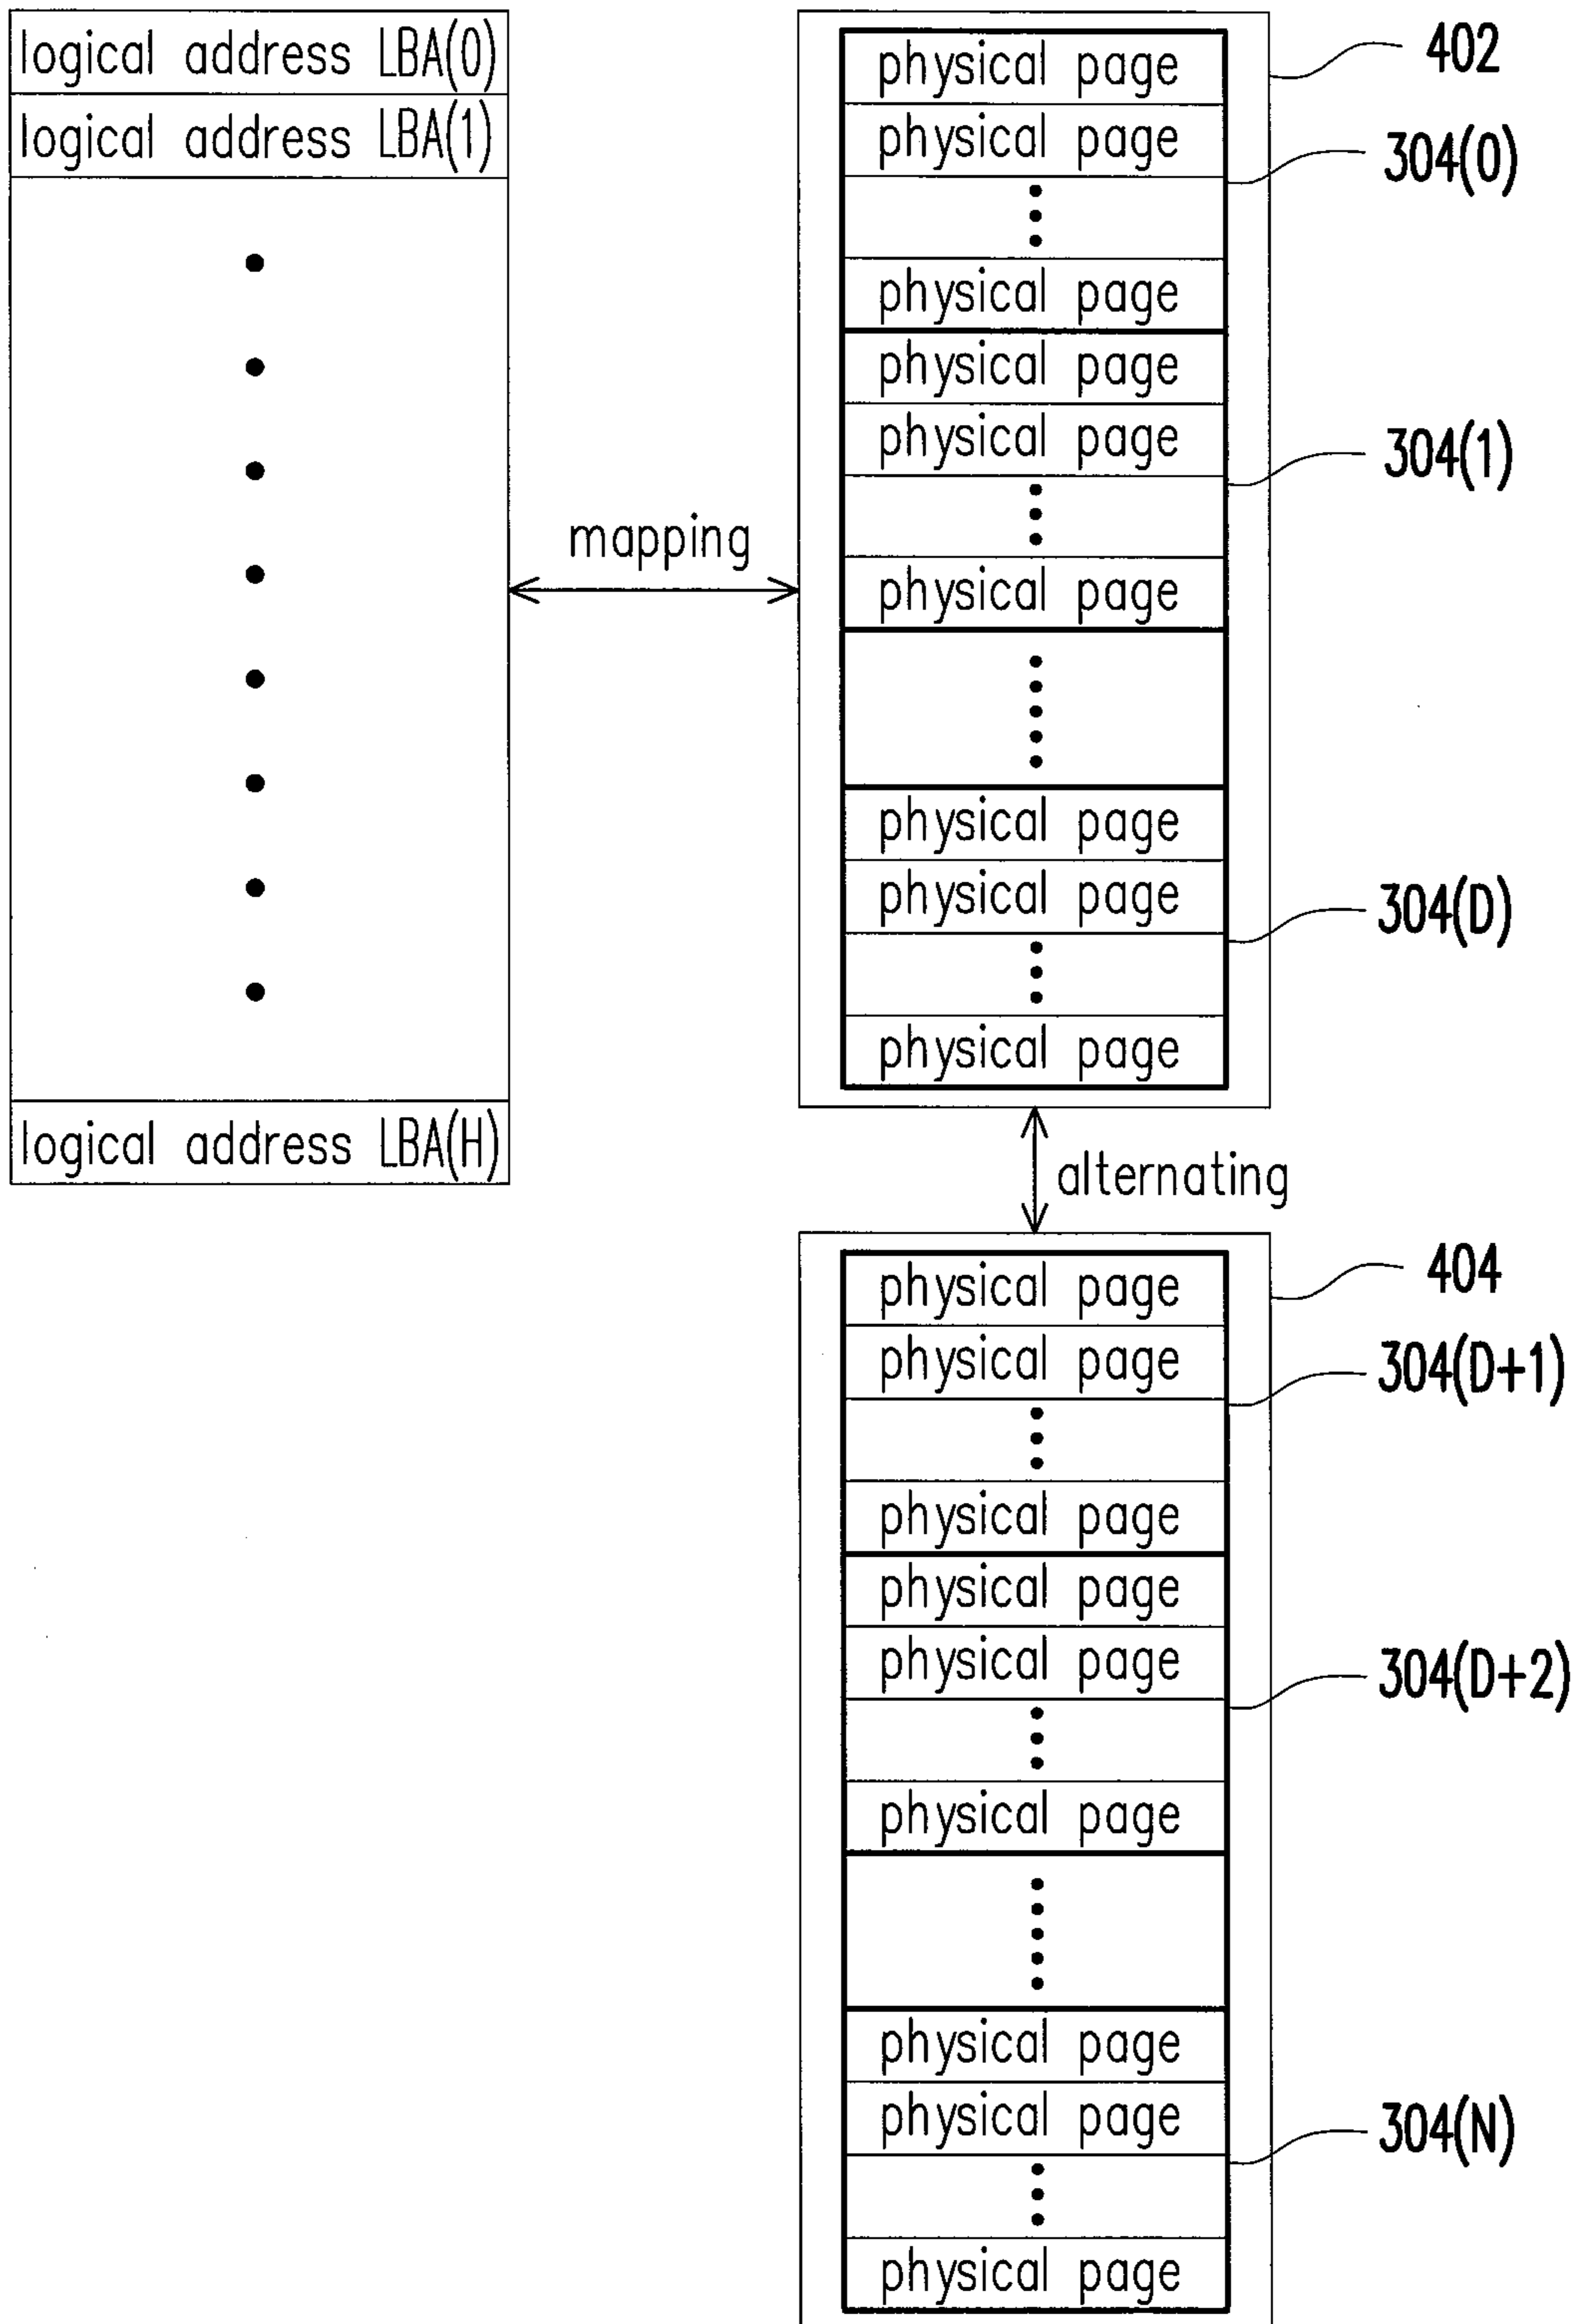 logical address LBA(0)
logical address LBA(1)
logical address LBA(H)
mapping
physical page
physical page
physical page
physical page
physical page
physical page
physical page
physical page
physical page
402
304(0)
304(1)
304(D)
alternating
physical page
physical page
physical page
physical page
physical page
physical page
physical page
physical page
physical page
404
304(D+1)
304(D+2)
304(N)